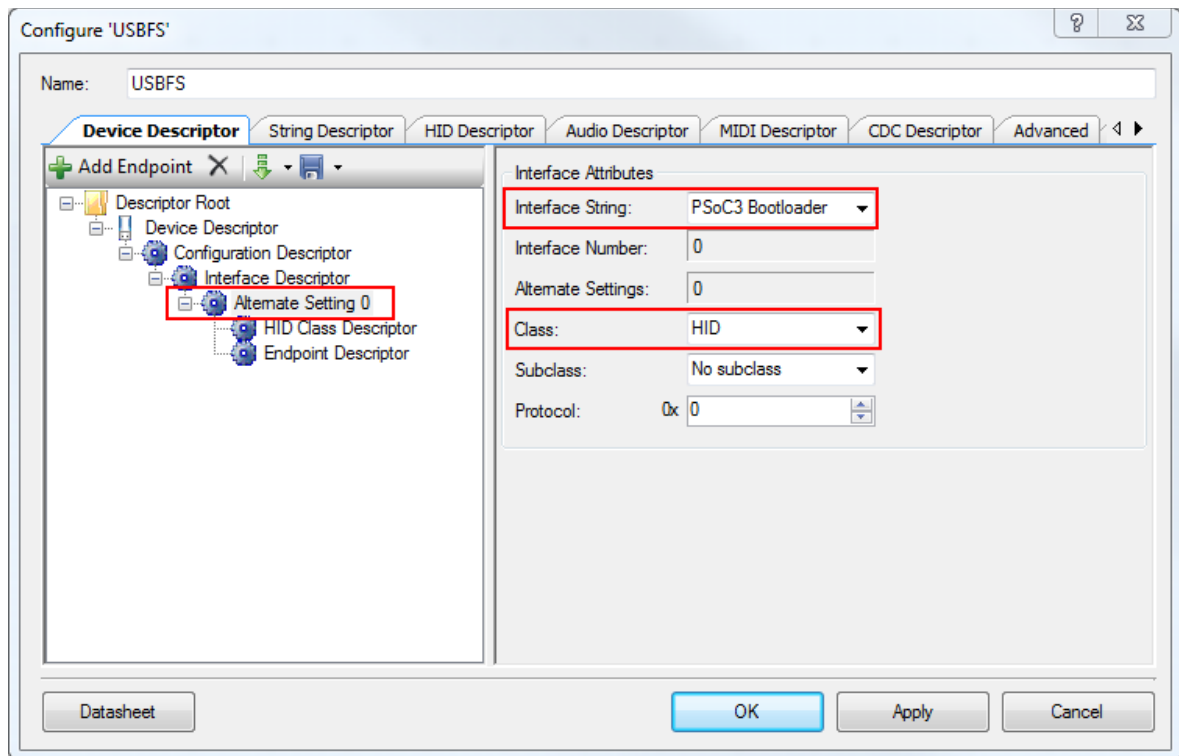 Configure 'USBFS'
Name: USBFS
Device Descriptor String Descriptor HID Descriptor Audio Descriptor MIDI Descriptor CDC Descriptor Advanced
Add Endpoint
Descriptor Root
Device Descriptor
Configuration Descriptor
Interface Descriptor
Alternate Setting 0
HID Class Descriptor
Endpoint Descriptor
Interface Attributes
Interface String: PSoC3 Bootloader
Interface Number: 0
Alternate Settings: 0
Class: HID
Subclass: No subclass
Protocol: 0x 0
Datasheet OK Apply Cancel